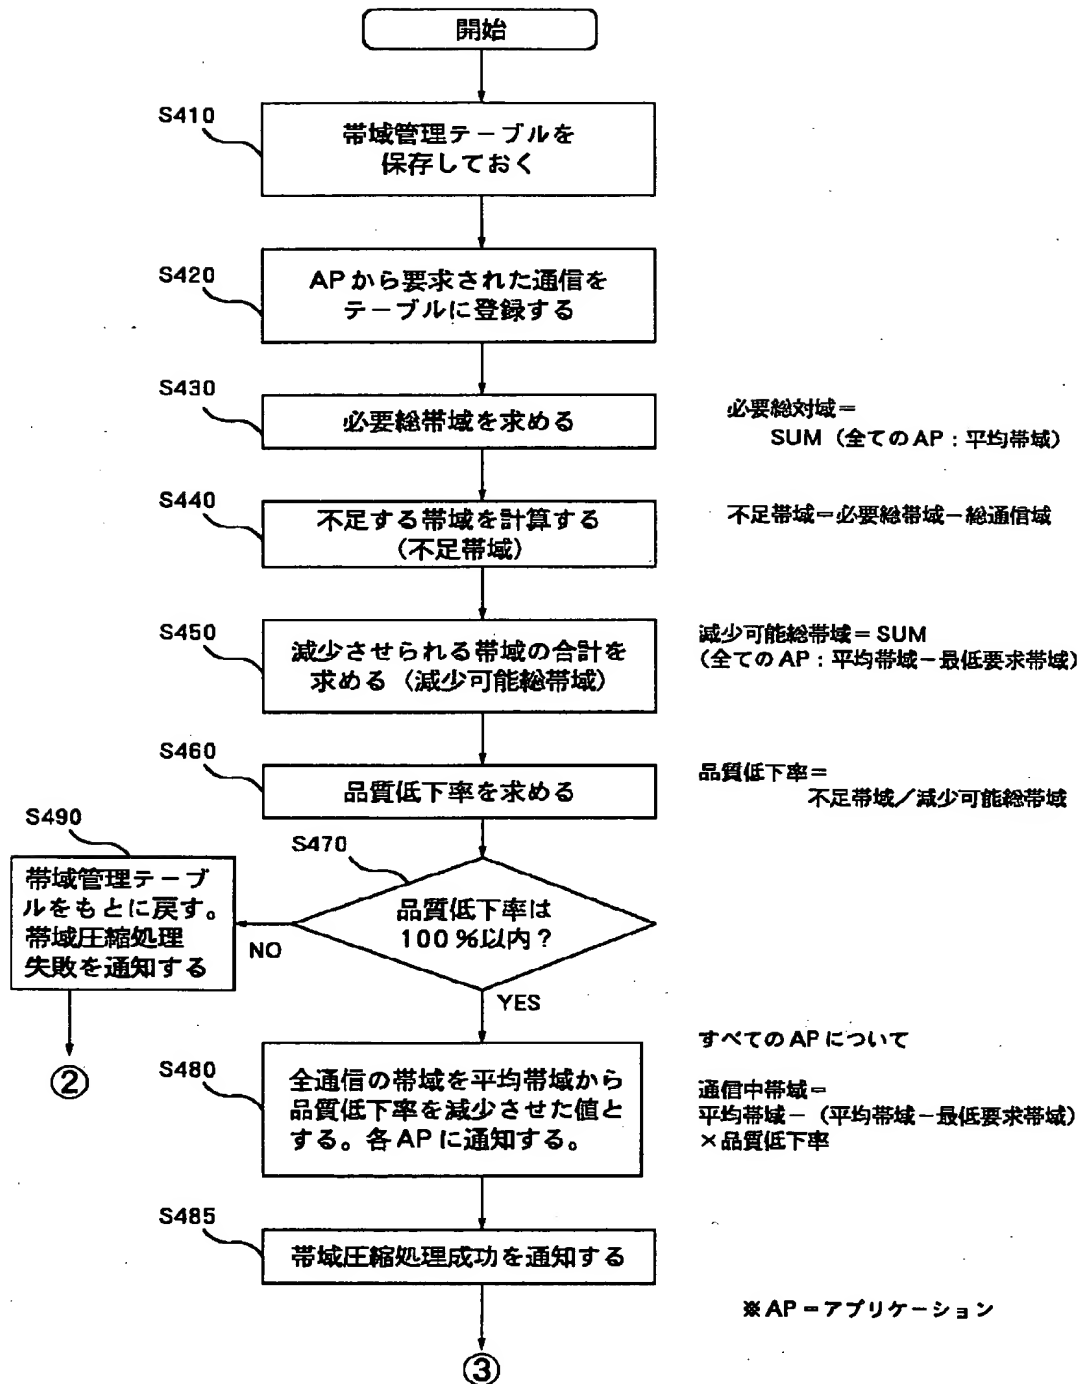 開始
S410
帯域管理テーブルを
保存しておく
S420
APから要求された通信を
テーブルに登録する
S430
必要総帯域を求める
必要総対域＝
SUM（全てのAP：平均帯域）
S440
不足する帯域を計算する
（不足帯域）
不足帯域＝必要総帯域－総通信域
S450
減少させられる帯域の合計を
求める（減少可能総帯域）
減少可能総帯域＝SUM
（全てのAP：平均帯域－最低要求帯域）
S460
品質低下率を求める
品質低下率＝
不足帯域／減少可能総帯域
S470
品質低下率は
100%以内？
NO
YES
S490
帯域管理テーブ
ルをもとに戻す。
帯域圧縮処理
失敗を通知する
②
S480
全通信の帯域を平均帯域から
品質低下率を減少させた値と
する。各APに通知する。
すべてのAPについて
通信中帯域＝
平均帯域－（平均帯域－最低要求帯域）
×品質低下率
S485
帯域圧縮処理成功を通知する
※AP＝アプリケーション
③